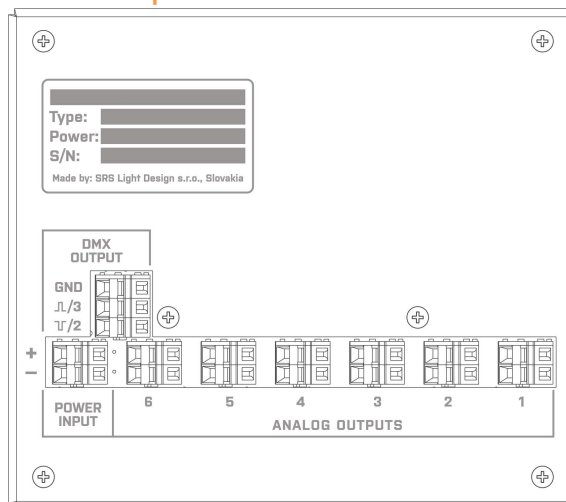 Type:
Power:
S/N:
Made by: SRS Light Design s.r.o., Slovakia
DMX
OUTPUT
GND
⎍/3
/2
+
−
POWER
INPUT
6 5 4 3 2 1
ANALOG OUTPUTS